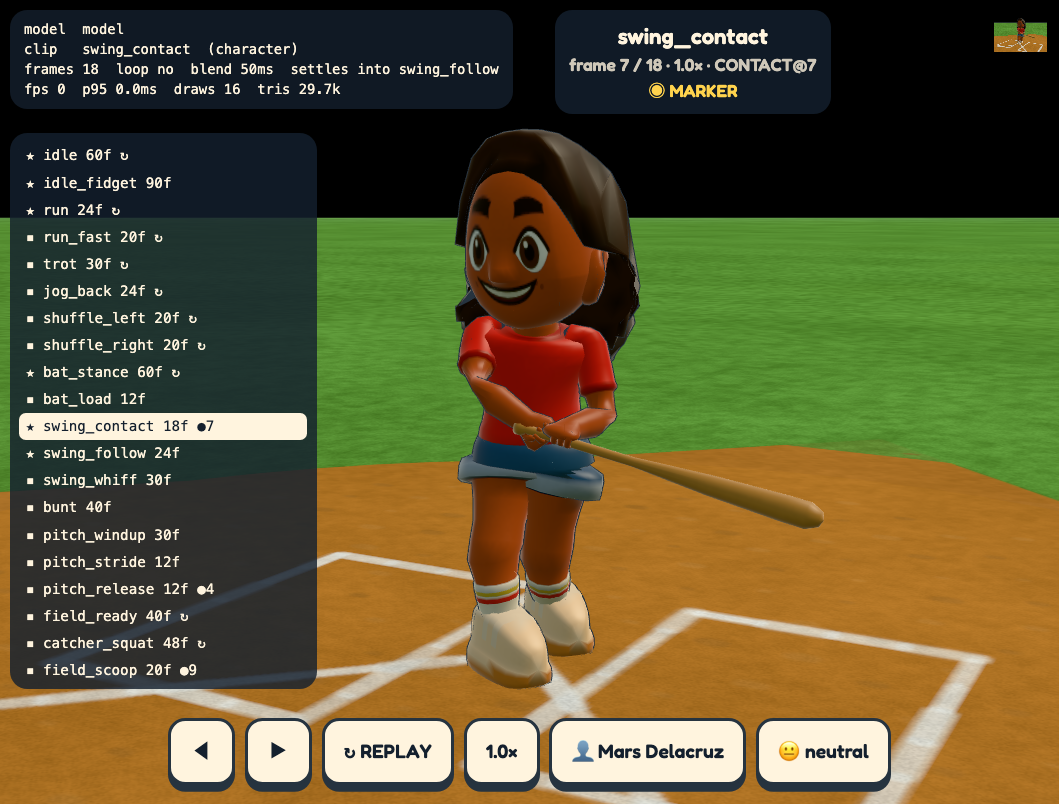 model  model
clip   swing_contact  (character)
frames 18  loop no  blend 50ms  settles into swing_follow
fps 0  p95 0.0ms  draws 16  tris 29.7k
swing_contact
frame 7 / 18 · 1.0× · CONTACT@7
◉ MARKER
★ idle 60f ↻
★ idle_fidget 90f
★ run 24f ↻
▪ run_fast 20f ↻
▪ trot 30f ↻
▪ jog_back 24f ↻
▪ shuffle_left 20f ↻
▪ shuffle_right 20f ↻
★ bat_stance 60f ↻
▪ bat_load 12f
★ swing_contact 18f ●7
★ swing_follow 24f
▪ swing_whiff 30f
▪ bunt 40f
▪ pitch_windup 30f
▪ pitch_stride 12f
▪ pitch_release 12f ●4
▪ field_ready 40f ↻
▪ catcher_squat 48f ↻
▪ field_scoop 20f ●9
◀ ▶ ↻ REPLAY 1.0× 👤 Mars Delacruz 😐 neutral